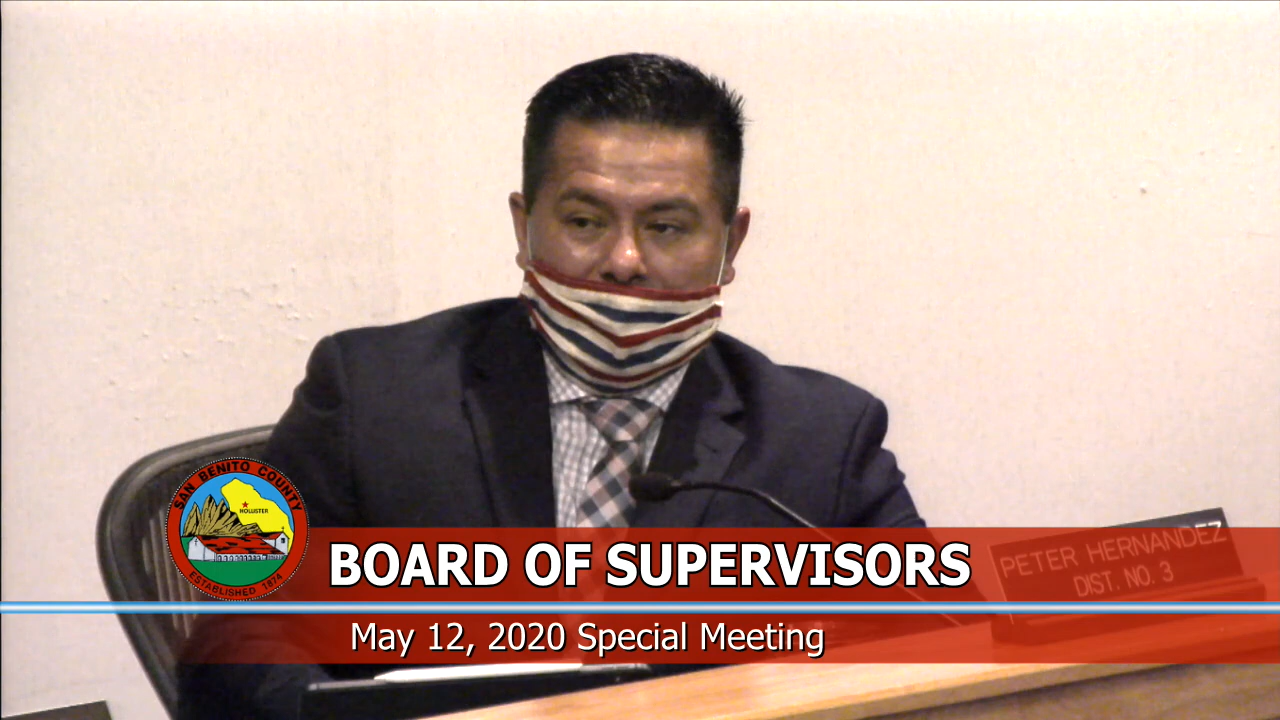 SAN BENITO COUNTY
HOLLISTER
ESTABLISHED 1874
BOARD OF SUPERVISORS
PETER HERNANDEZ
DIST. NO. 3
May 12, 2020 Special Meeting